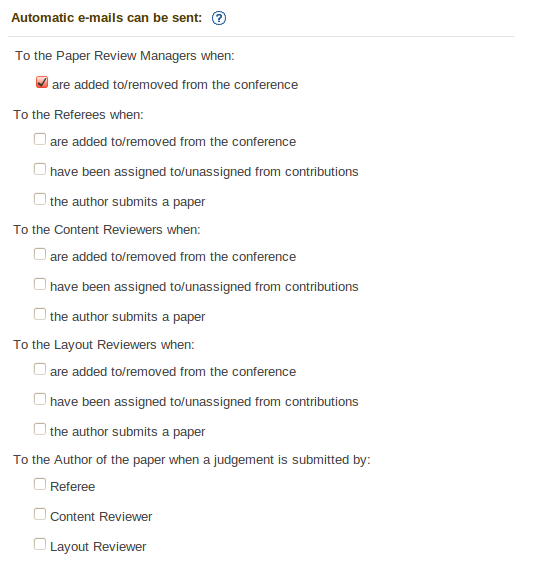 Automatic e-mails can be sent: ?
To the Paper Review Managers when:
are added to/removed from the conference
To the Referees when:
are added to/removed from the conference
have been assigned to/unassigned from contributions
the author submits a paper
To the Content Reviewers when:
are added to/removed from the conference
have been assigned to/unassigned from contributions
the author submits a paper
To the Layout Reviewers when:
are added to/removed from the conference
have been assigned to/unassigned from contributions
the author submits a paper
To the Author of the paper when a judgement is submitted by:
Referee
Content Reviewer
Layout Reviewer